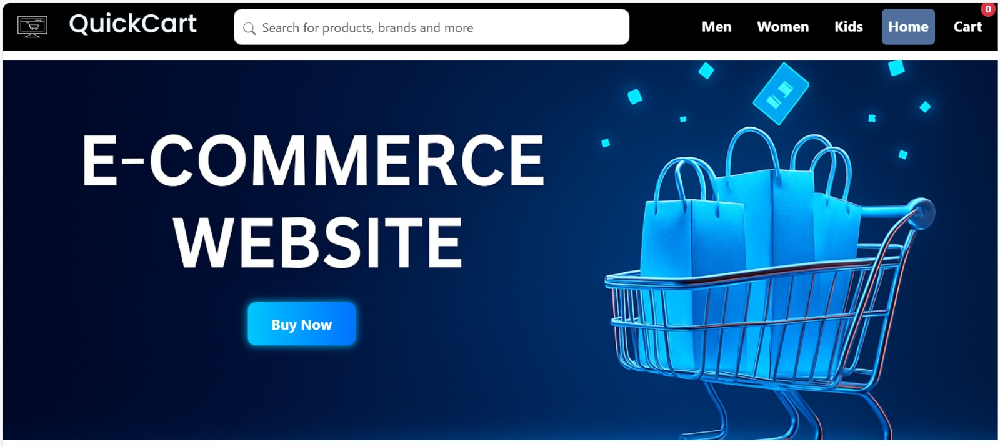 QuickCart
Search for products, brands and more
Men
Women
Kids
Home
Cart
0
E-COMMERCE
WEBSITE
Buy Now